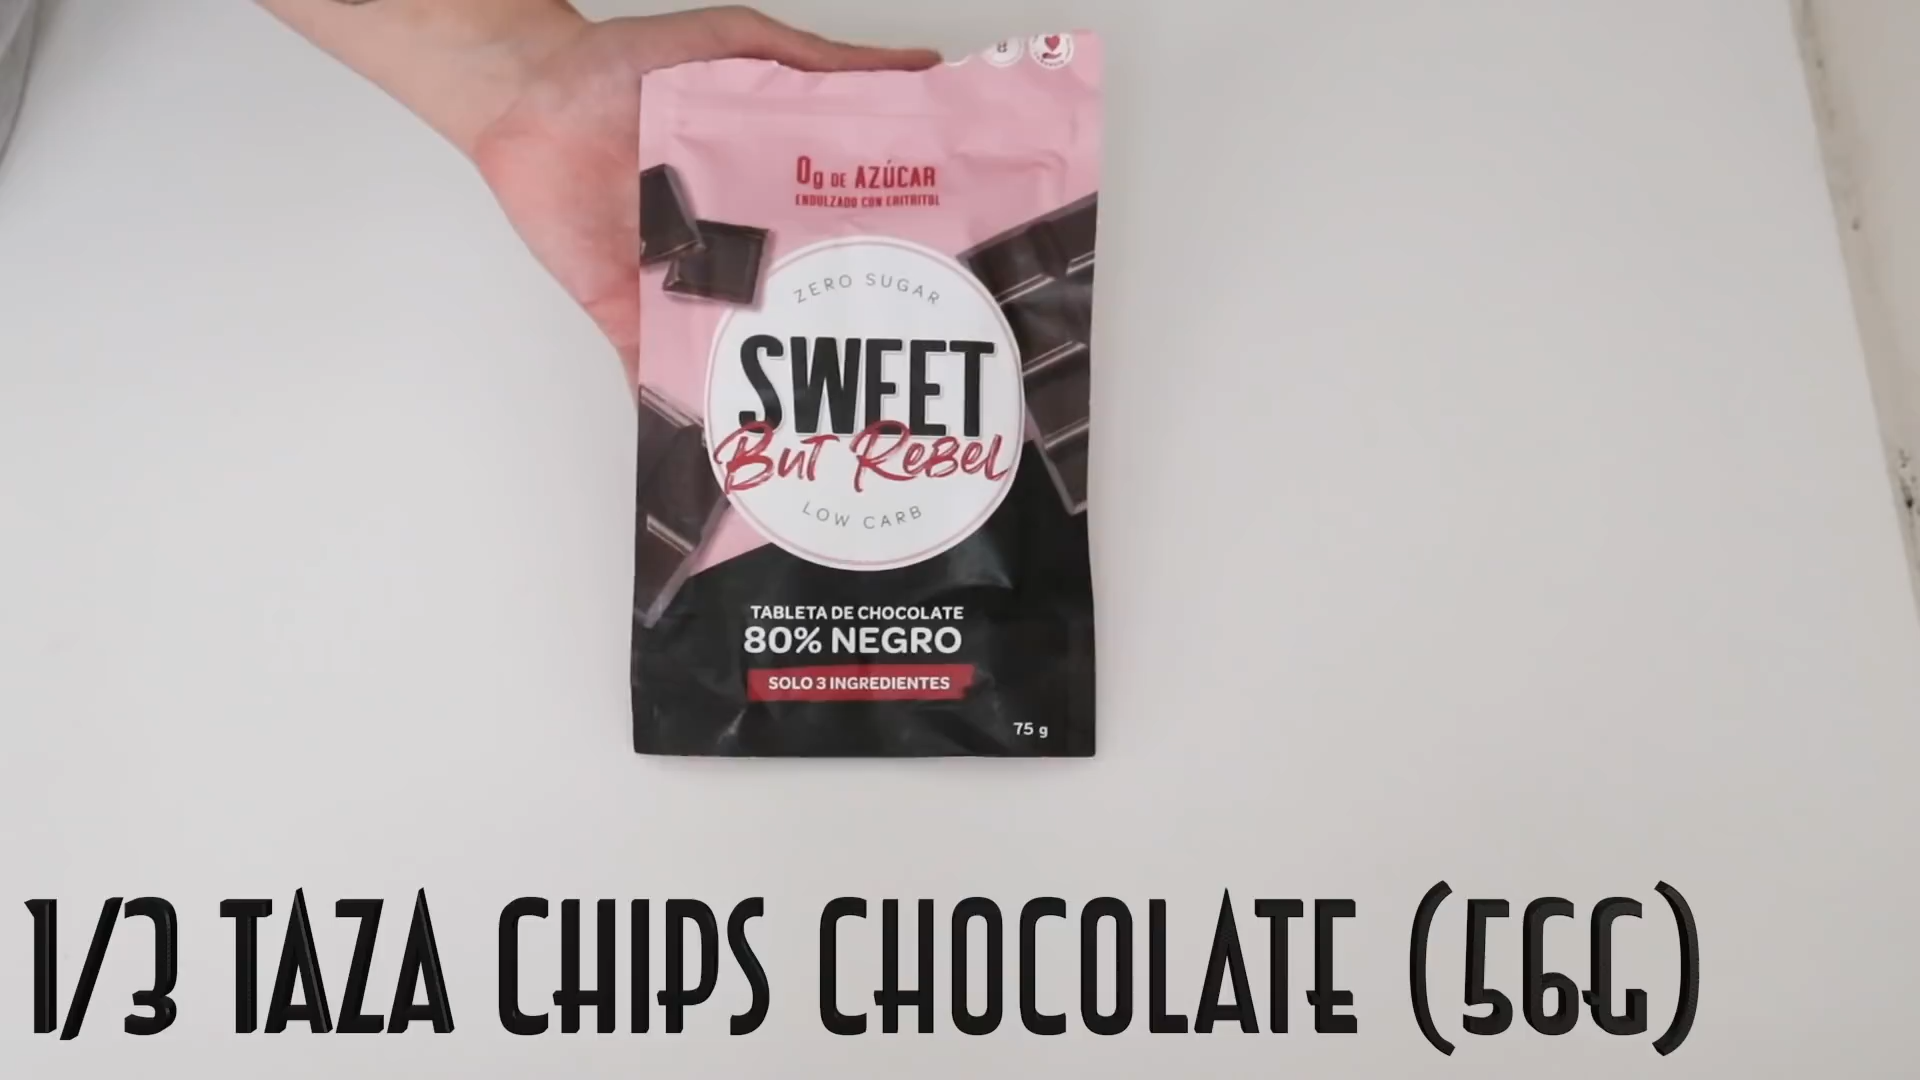 0g DE AZÚCAR
ENDULZADO CON ERITRITOL
ZERO SUGAR
SWEET
But Rebel
LOW CARB
TABLETA DE CHOCOLATE
80% NEGRO
SOLO 3 INGREDIENTES
75 g
1/3 TAZA CHIPS CHOCOLATE (56G)